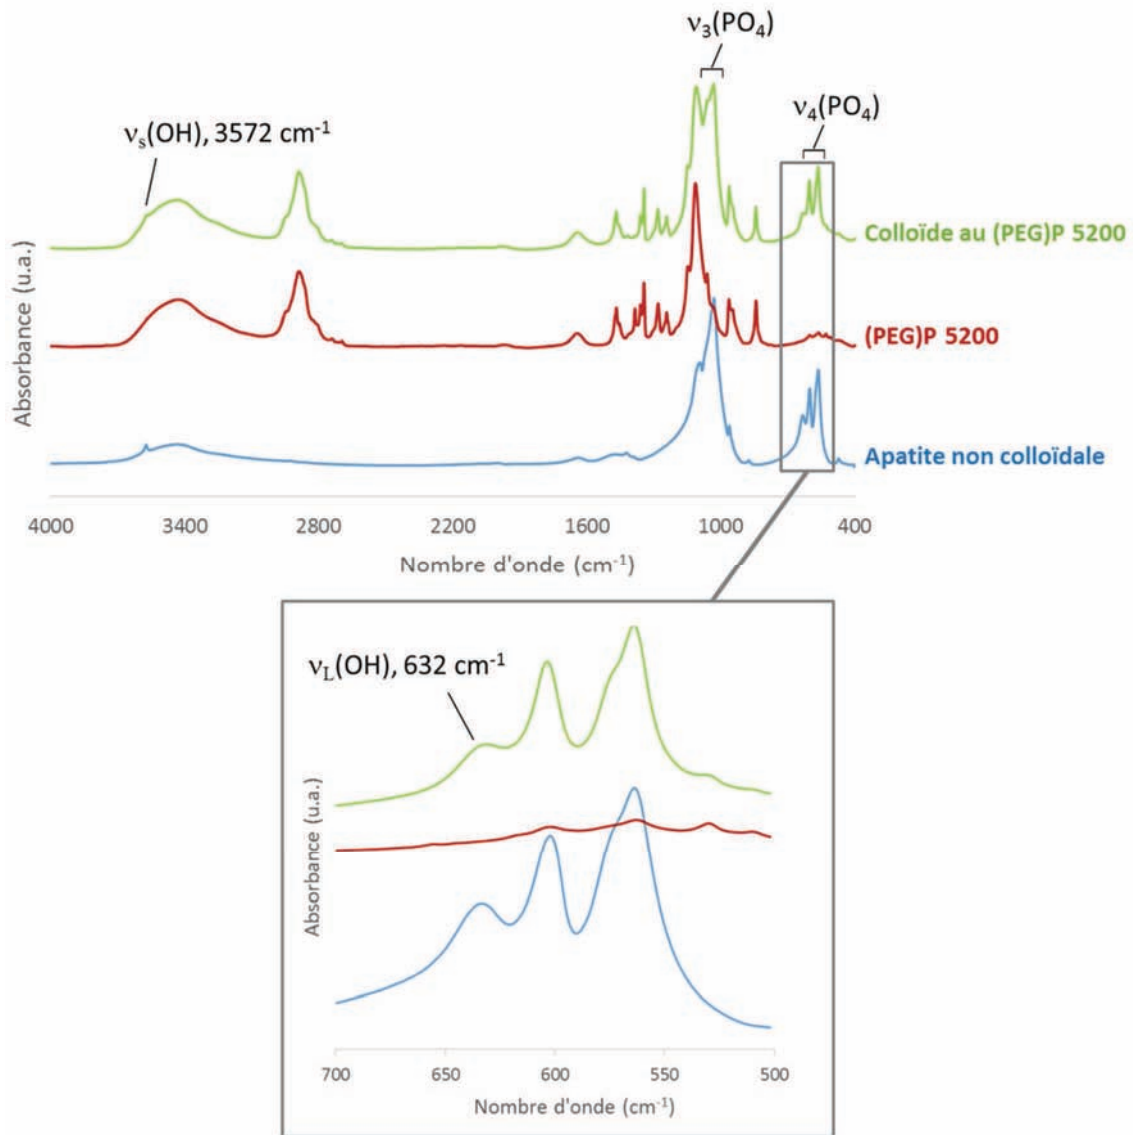 ν₃(PO₄)
ν₄(PO₄)
νₛ(OH), 3572 cm⁻¹
Colloïde au (PEG)P 5200
(PEG)P 5200
Apatite non colloïdale
Absorbance (u.a.)
4000 3400 2800 2200 1600 1000 400
Nombre d'onde (cm⁻¹)
ν_L(OH), 632 cm⁻¹
Absorbance (u.a.)
700 650 600 550 500
Nombre d'onde (cm⁻¹)